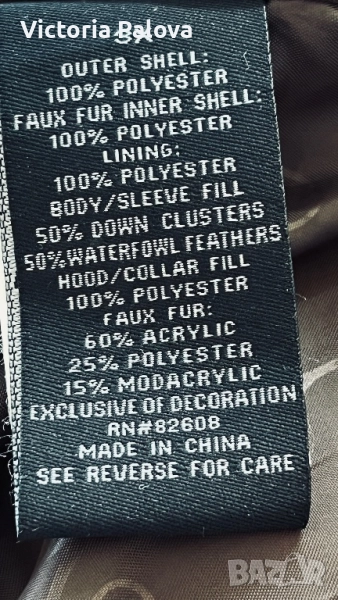 Victoria Balova
3X
OUTER SHELL:
100% POLYESTER
FAUX FUR INNER SHELL:
100% POLYESTER
LINING:
100% POLYESTER
BODY/SLEEVE FILL
50% DOWN CLUSTERS
50%WATERFOWL FEATHERS
HOOD/COLLAR FILL
100% POLYESTER
FAUX FUR:
60% ACRYLIC
25% POLYESTER
15% MODACRYLIC
EXCLUSIVE OF DECORATION
RN#82608
MADE IN CHINA
SEE REVERSE FOR CARE
BAZAR